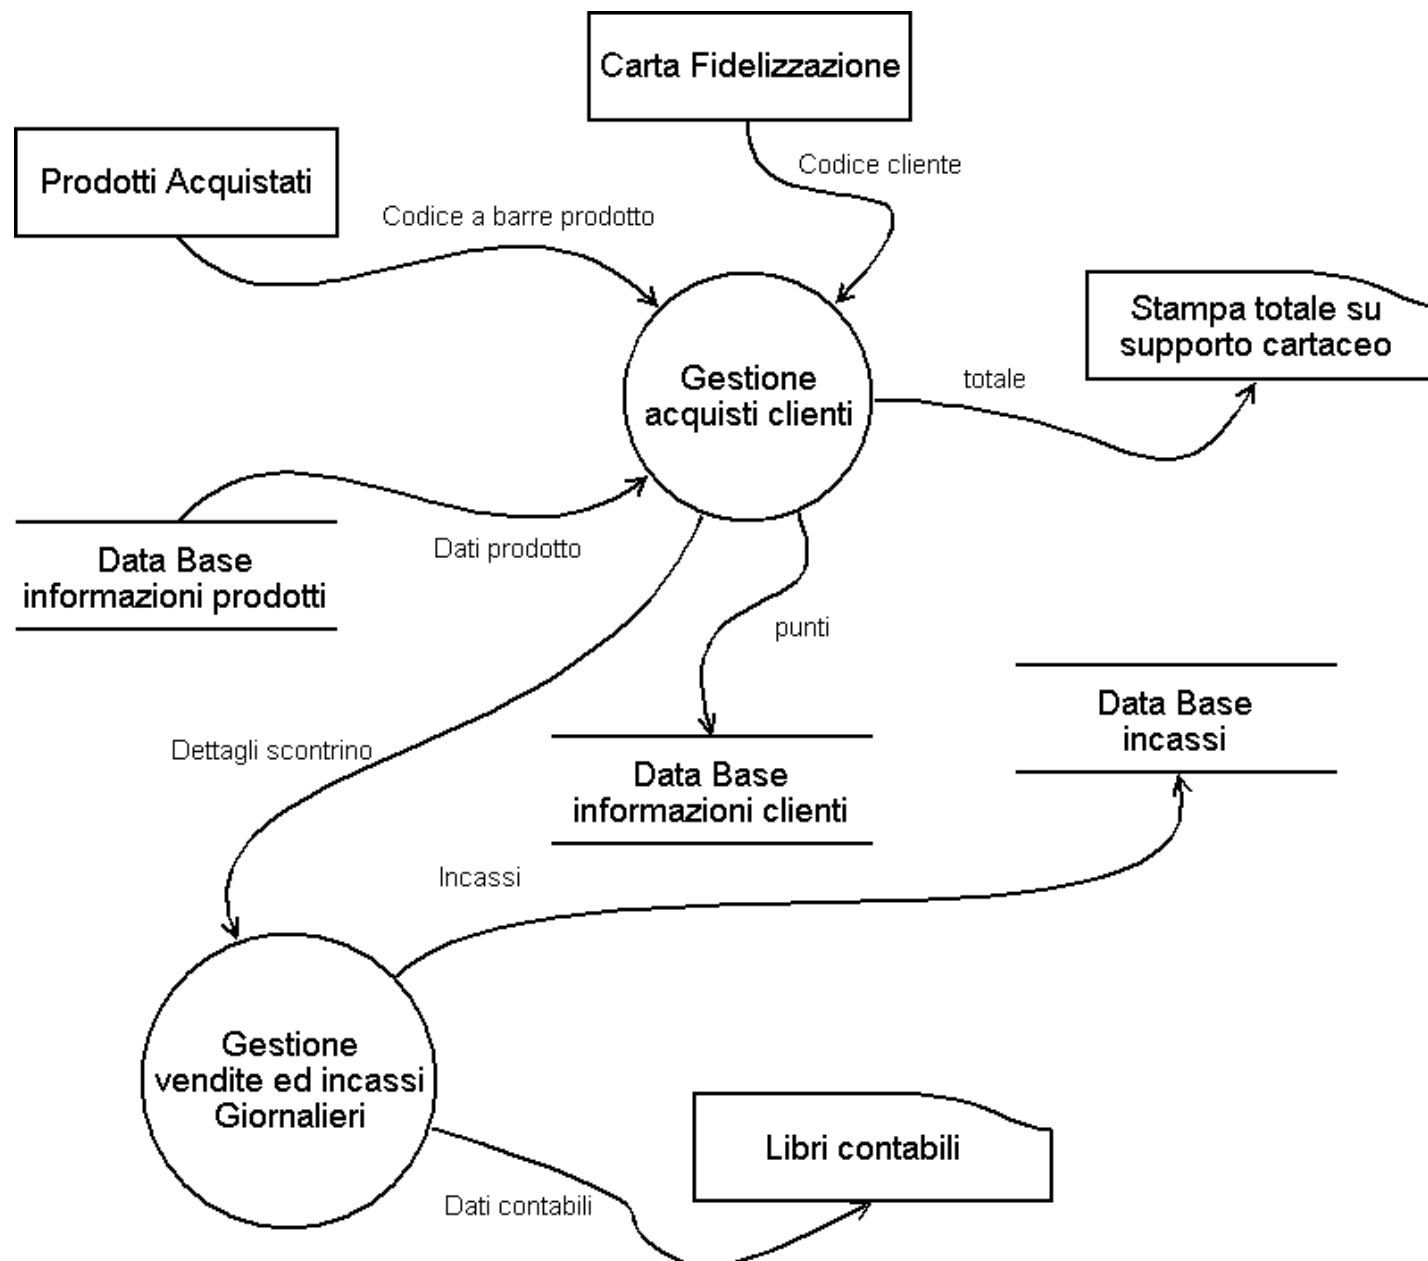 Carta Fidelizzazione
Prodotti Acquistati
Codice cliente
Codice a barre prodotto
Stampa totale su
supporto cartaceo
Gestione
acquisti clienti
totale
Data Base
informazioni prodotti
Dati prodotto
punti
Data Base
incassi
Dettagli scontrino
Data Base
informazioni clienti
Incassi
Gestione
vendite ed incassi
Giornalieri
Libri contabili
Dati contabili